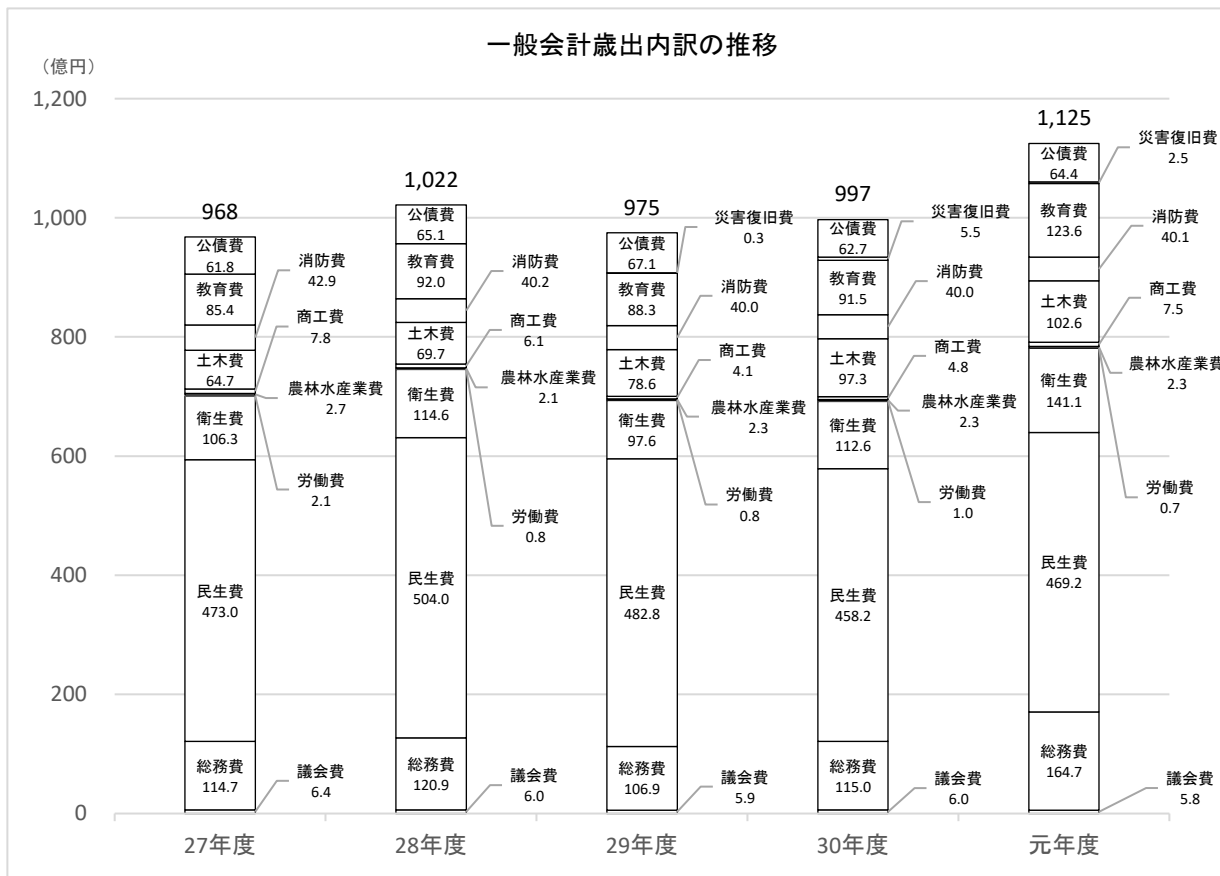 一般会計歳出内訳の推移
（億円）
1,200
1,000
800
600
400
200
0
968
公債費
61.8
教育費
85.4
消防費
42.9
商工費
7.8
土木費
64.7
農林水産業費
2.7
衛生費
106.3
労働費
2.1
民生費
473.0
総務費
114.7
議会費
6.4
27年度
1,022
公債費
65.1
教育費
92.0
消防費
40.2
商工費
6.1
土木費
69.7
農林水産業費
2.1
衛生費
114.6
労働費
0.8
民生費
504.0
総務費
120.9
議会費
6.0
28年度
975
公債費
67.1
災害復旧費
0.3
教育費
88.3
消防費
40.0
土木費
78.6
商工費
4.1
農林水産業費
2.3
衛生費
97.6
労働費
0.8
民生費
482.8
総務費
106.9
議会費
5.9
29年度
997
公債費
62.7
災害復旧費
5.5
教育費
91.5
消防費
40.0
土木費
97.3
商工費
4.8
農林水産業費
2.3
衛生費
112.6
労働費
1.0
民生費
458.2
総務費
115.0
議会費
6.0
30年度
1,125
公債費
64.4
災害復旧費
2.5
教育費
123.6
消防費
40.1
土木費
102.6
商工費
7.5
農林水産業費
2.3
衛生費
141.1
労働費
0.7
民生費
469.2
総務費
164.7
議会費
5.8
元年度